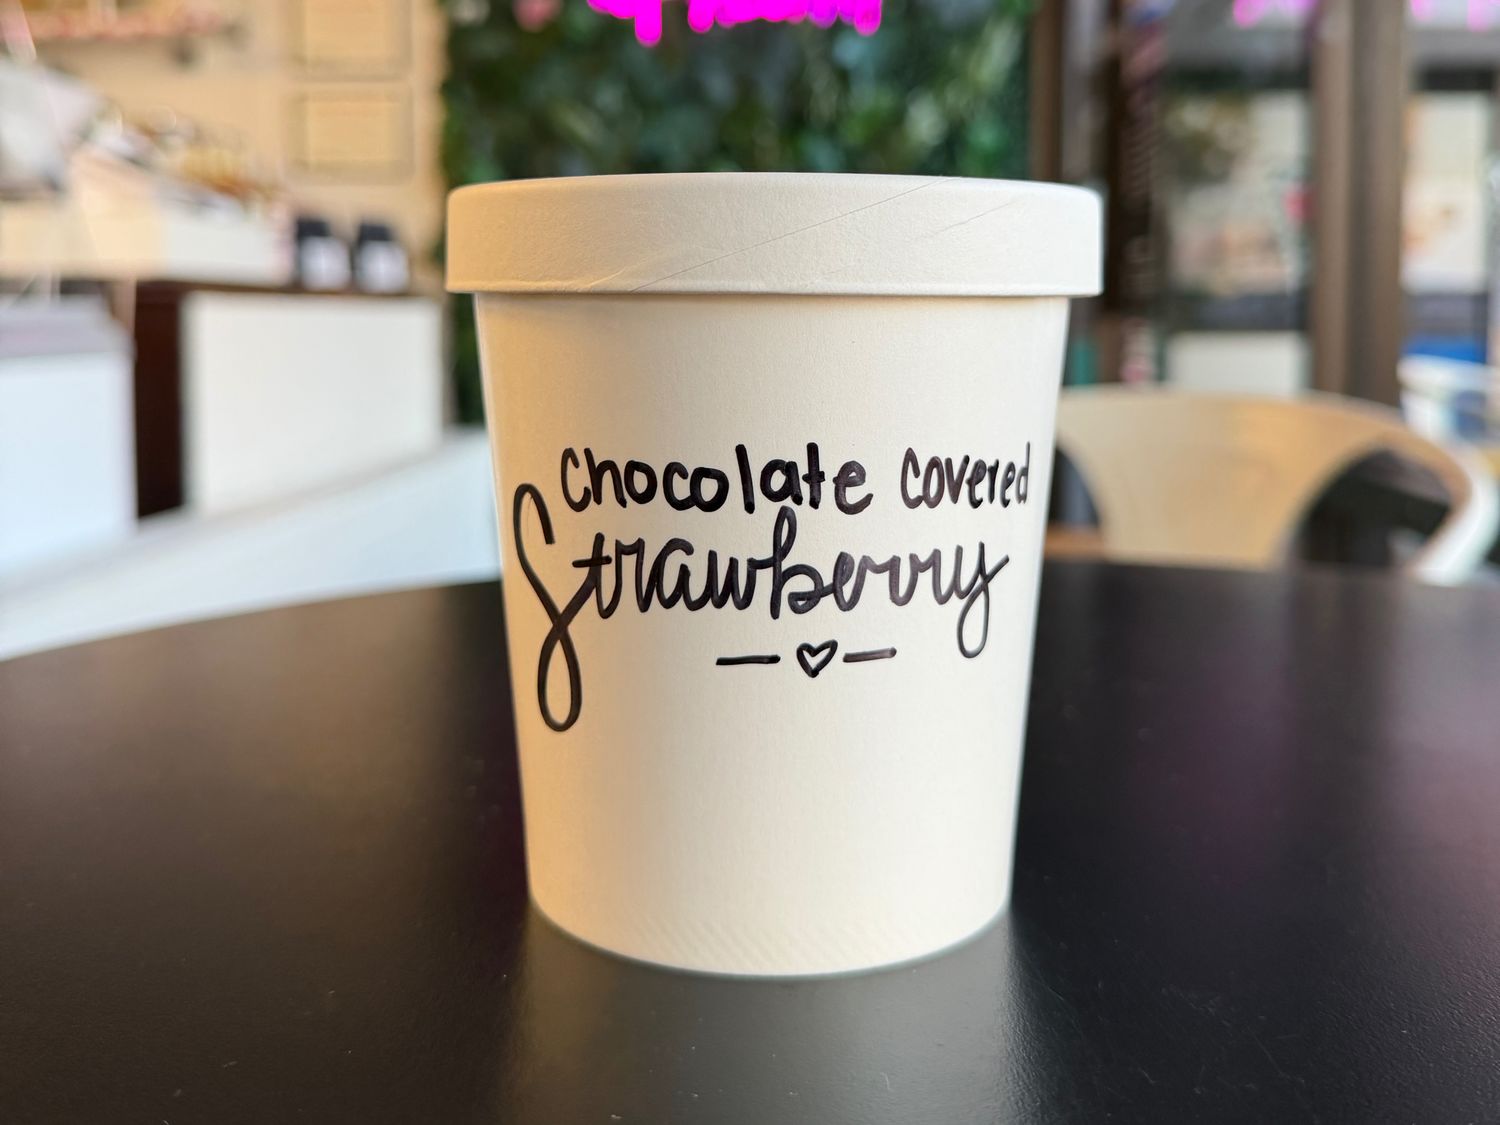 chocolate covered
Strawberry